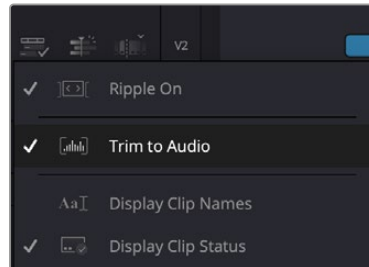 V2
Ripple On
Trim to Audio
Display Clip Names
Display Clip Status